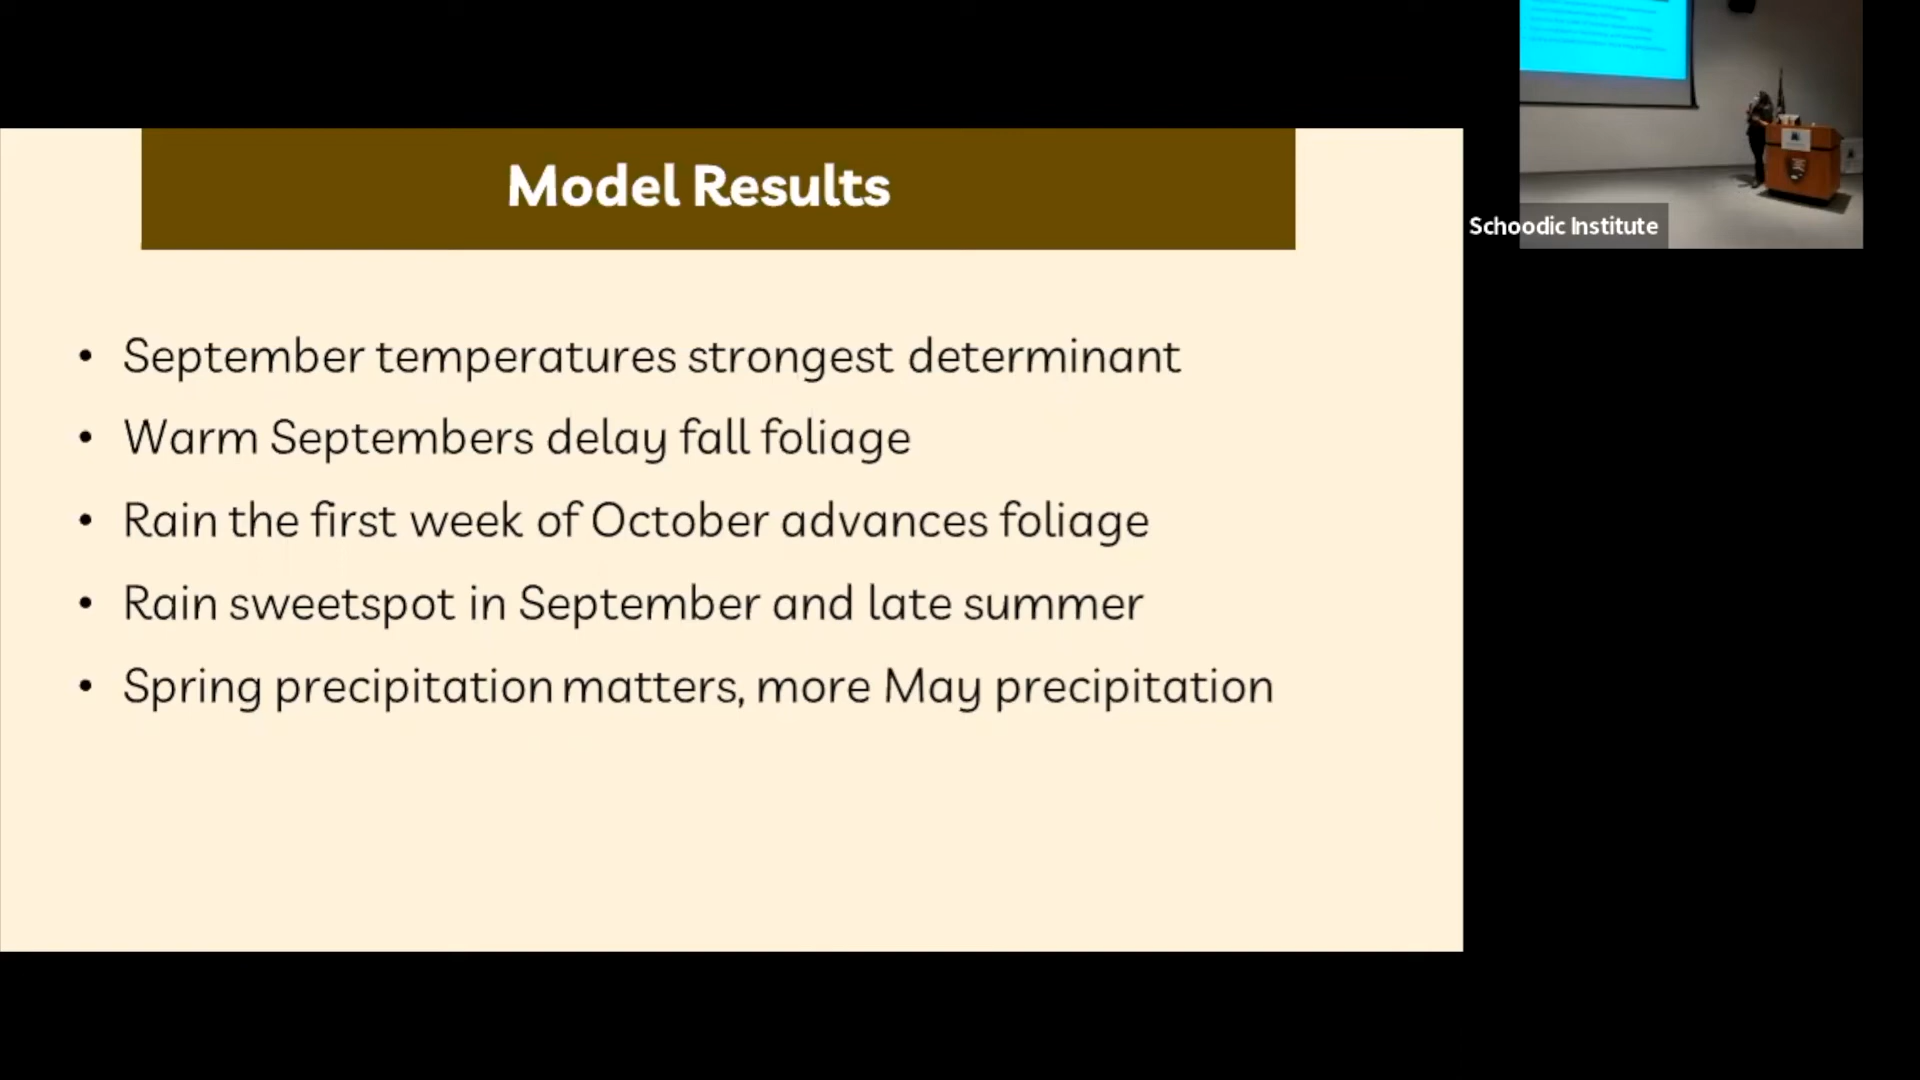 Model Results
• September temperatures strongest determinant
• Warm Septembers delay fall foliage
• Rain the first week of October advances foliage
• Rain sweetspot in September and late summer
• Spring precipitation matters, more May precipitation
Schoodic Institute